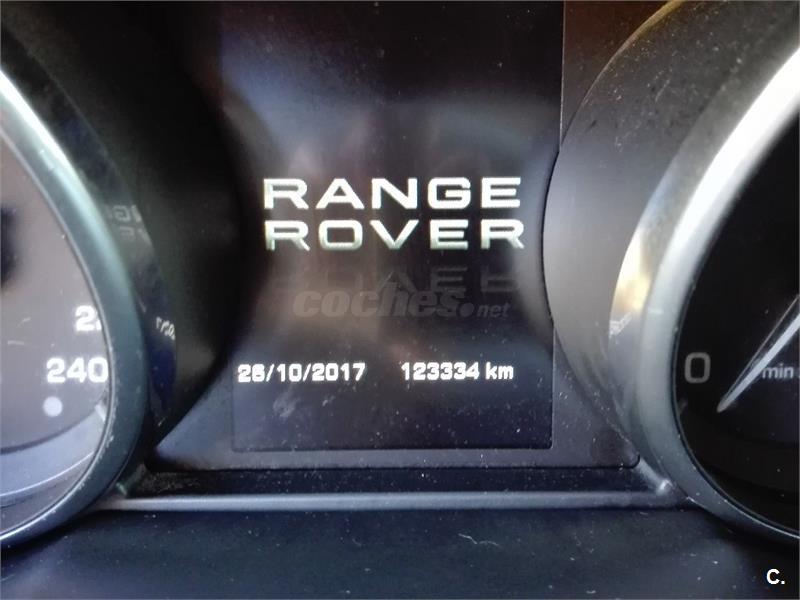 RANGE
ROVER
coches.net
26/10/2017 123334 km
240
0
min
C.